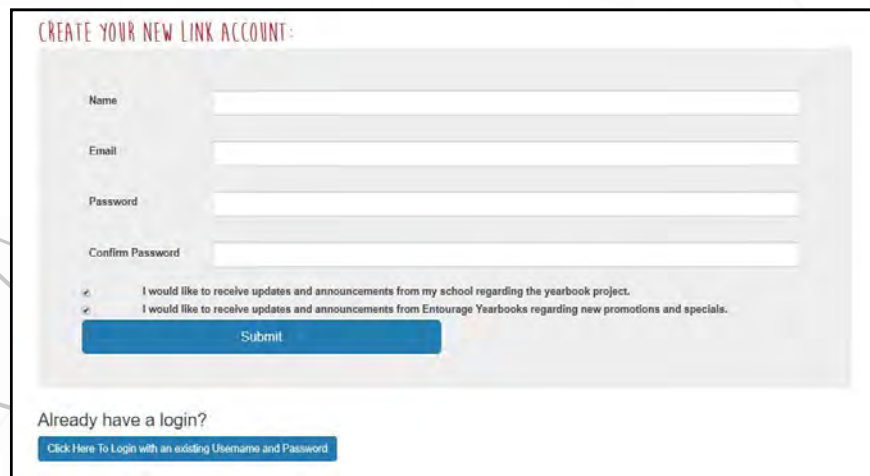 CREATE YOUR NEW LINK ACCOUNT:
Name
Email
Password
Confirm Password
I would like to receive updates and announcements from my school regarding the yearbook project.
I would like to receive updates and announcements from Entourage Yearbooks regarding new promotions and specials.
Submit
Already have a login?
Click Here To Login with an existing Username and Password